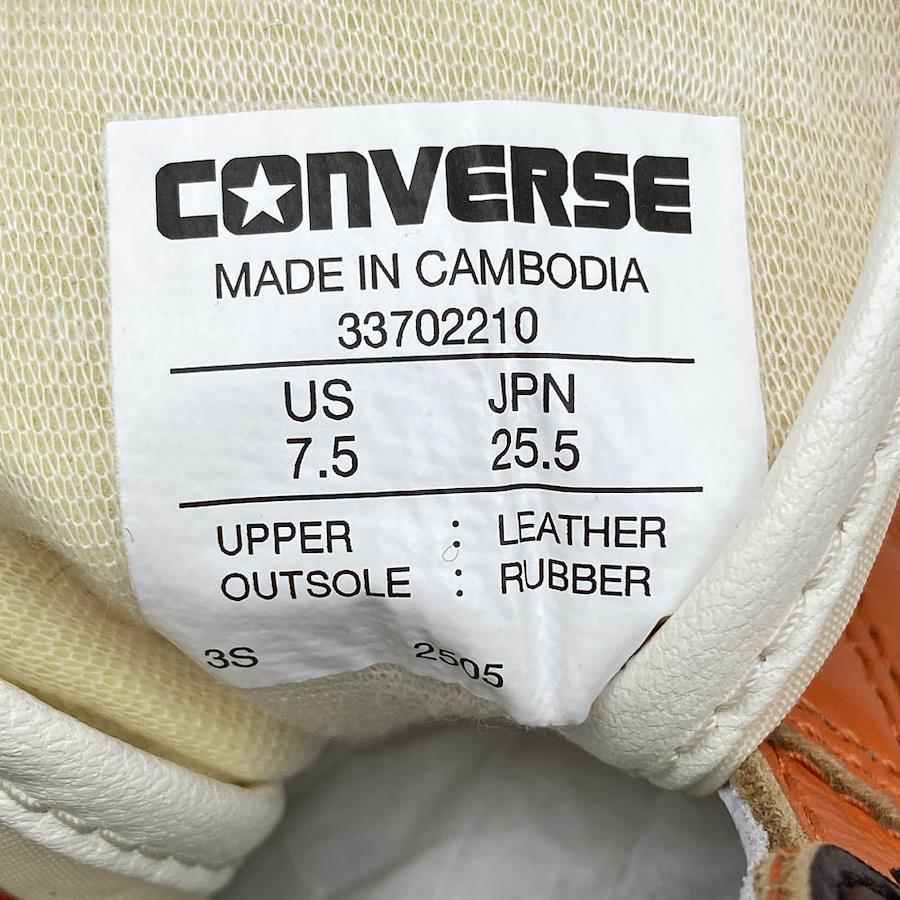 CONVERSE
MADE IN CAMBODIA
33702210
US JPN
7.5 25.5
UPPER : LEATHER
OUTSOLE : RUBBER
3S 2505